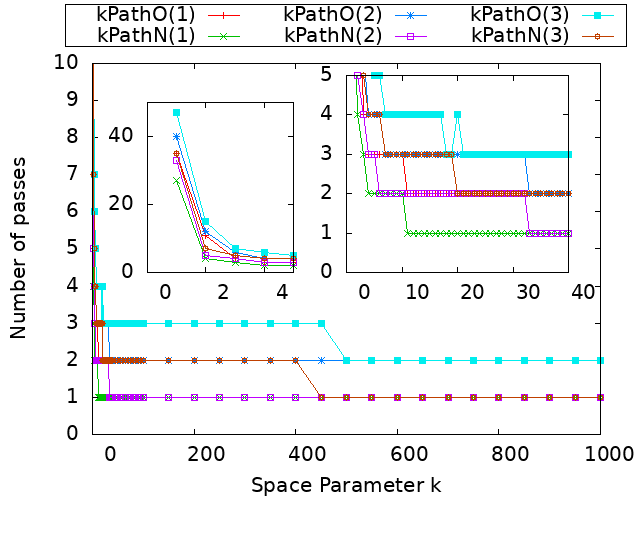 kPathO(1) kPathO(2) kPathO(3)
kPathN(1) kPathN(2) kPathN(3)
10
9
8
7
6
5
4
3
2
1
0
Number of passes
40
20
0
0 2 4
5
4
3
2
1
0
0 10 20 30 40
0 200 400 600 800 1000
Space Parameter k